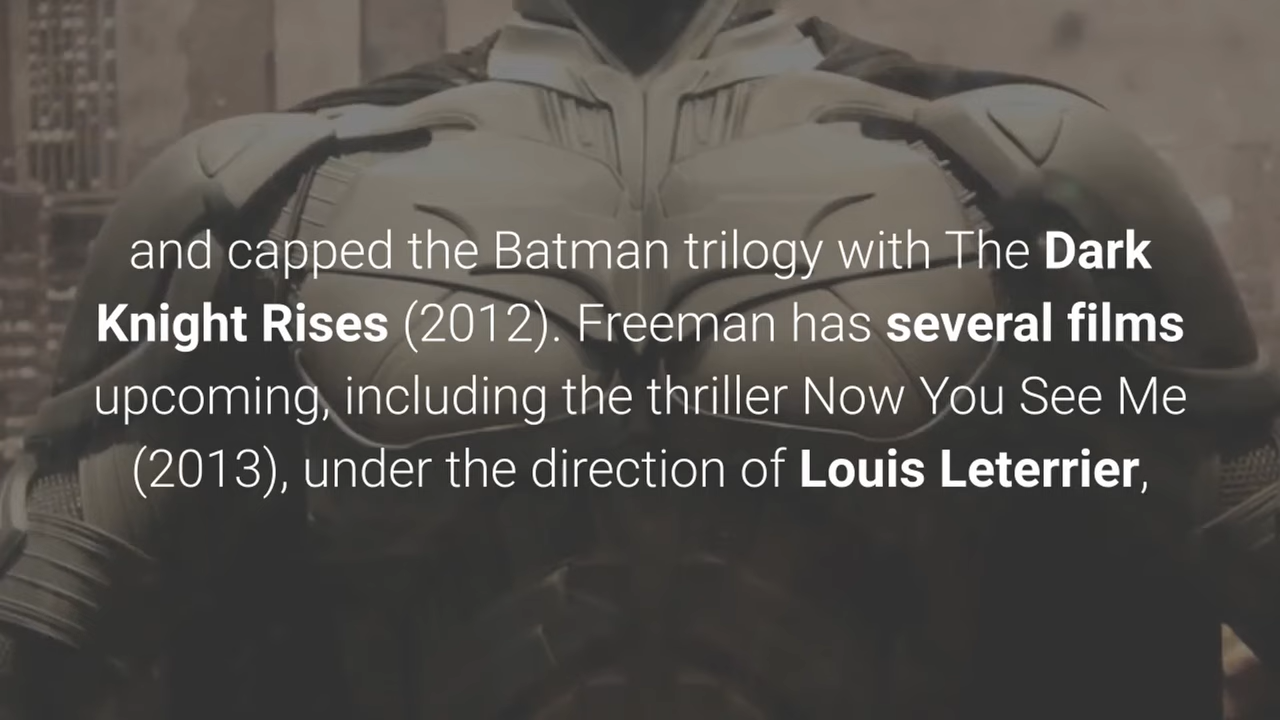 and capped the Batman trilogy with The Dark
Knight Rises (2012). Freeman has several films
upcoming, including the thriller Now You See Me
(2013), under the direction of Louis Leterrier,